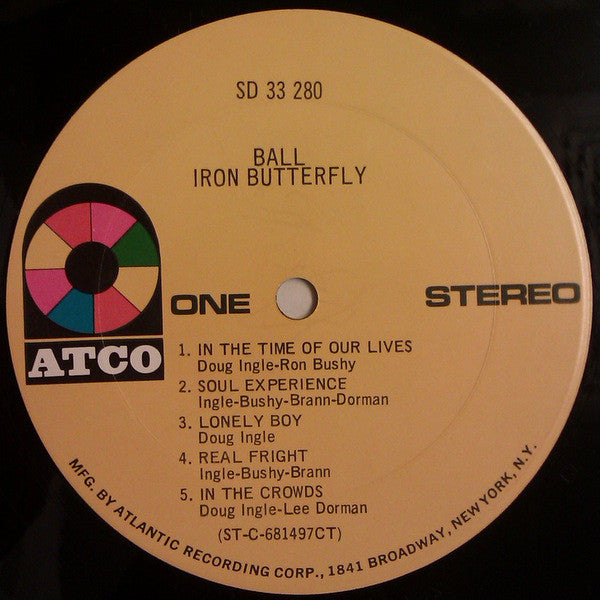 SD 33 280
BALL
IRON BUTTERFLY
ATCO
ONE
STEREO
1. IN THE TIME OF OUR LIVES
Doug Ingle-Ron Bushy
2. SOUL EXPERIENCE
Ingle-Bushy-Brann-Dorman
3. LONELY BOY
Doug Ingle
4. REAL FRIGHT
Ingle-Bushy-Brann
5. IN THE CROWDS
Doug Ingle-Lee Dorman
(ST-C-681497CT)
MFG. BY ATLANTIC RECORDING CORP., 1841 BROADWAY, NEW YORK, N.Y.